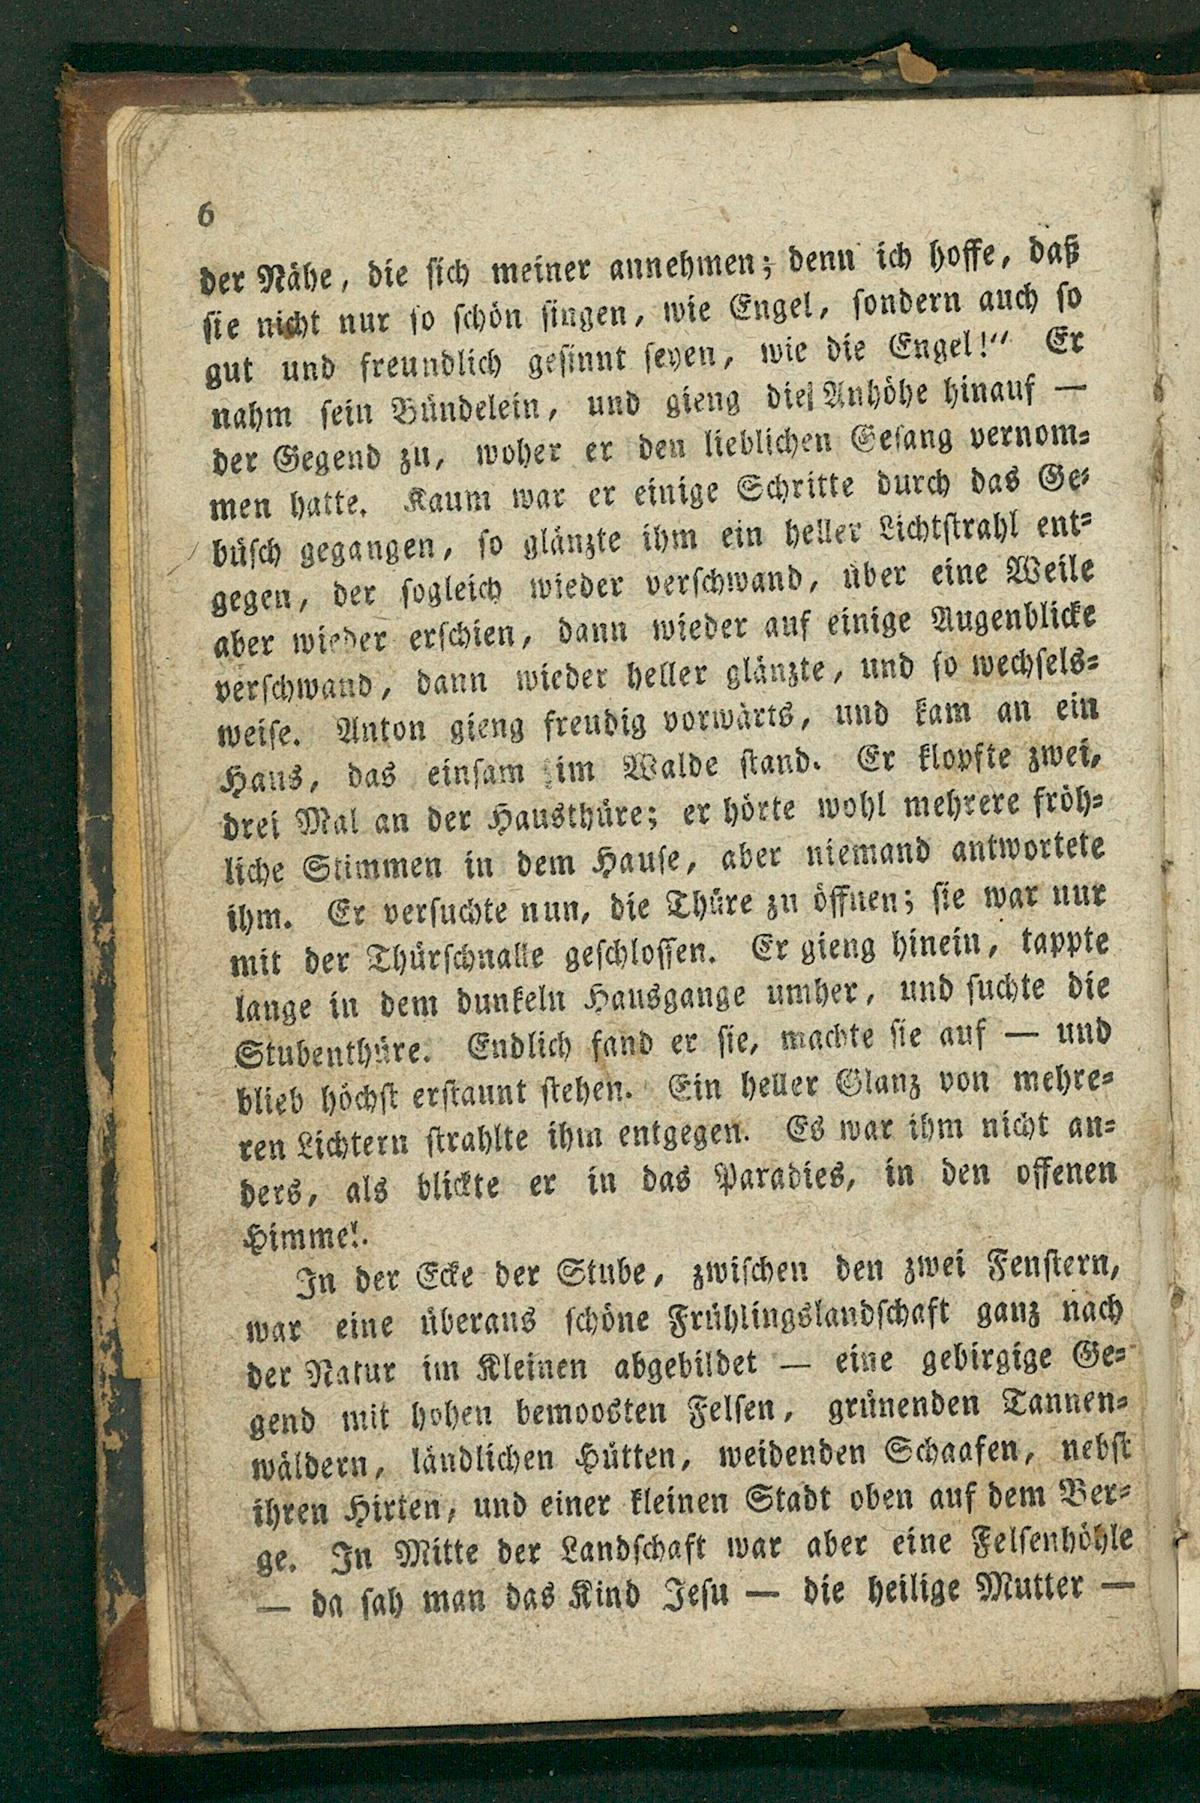 6
der Nähe, die ſich meiner annehmen; denn ich hoffe, daß
ſie nicht nur ſo ſchön ſingen, wie Engel, ſondern auch ſo
gut und freundlich geſinnt ſeyen, wie die Engel!“ Er
nahm ſein Bündelein, und gieng die Anhöhe hinauf —
der Gegend zu, woher er den lieblichen Geſang vernom⸗
men hatte. Kaum war er einige Schritte durch das Ge⸗
büſch gegangen, ſo glänzte ihm ein heller Lichtſtrahl ent⸗
gegen, der ſogleich wieder verſchwand, über eine Weile
aber wieder erſchien, dann wieder auf einige Augenblicke
verſchwand, dann wieder heller glänzte, und ſo wechſels⸗
weiſe. Anton gieng freudig vorwärts, und kam an ein
Haus, das einſam im Walde ſtand. Er klopfte zwei,
drei Mal an der Hausthüre; er hörte wohl mehrere fröh⸗
liche Stimmen in dem Hauſe, aber niemand antwortete
ihm. Er verſuchte nun, die Thüre zu öffnen; ſie war nur
mit der Thürſchnalle geſchloſſen. Er gieng hinein, tappte
lange in dem dunkeln Hausgange umher, und ſuchte die
Stubenthüre. Endlich fand er ſie, machte ſie auf — und
blieb höchſt erſtaunt ſtehen. Ein heller Glanz von mehre⸗
ren Lichtern ſtrahlte ihm entgegen. Es war ihm nicht an⸗
ders, als blickte er in das Paradies, in den offenen
Himmel.
In der Ecke der Stube, zwiſchen den zwei Fenſtern,
war eine überaus ſchöne Frühlingslandſchaft ganz nach
der Natur im Kleinen abgebildet — eine gebirgige Ge⸗
gend mit hohen bemoosten Felſen, grünenden Tannen⸗
wäldern, ländlichen Hütten, weidenden Schaafen, nebſt
ihren Hirten, und einer kleinen Stadt oben auf dem Ber⸗
ge. In Mitte der Landſchaft war aber eine Felſenhöhle
— da ſah man das Kind Jeſu — die heilige Mutter —